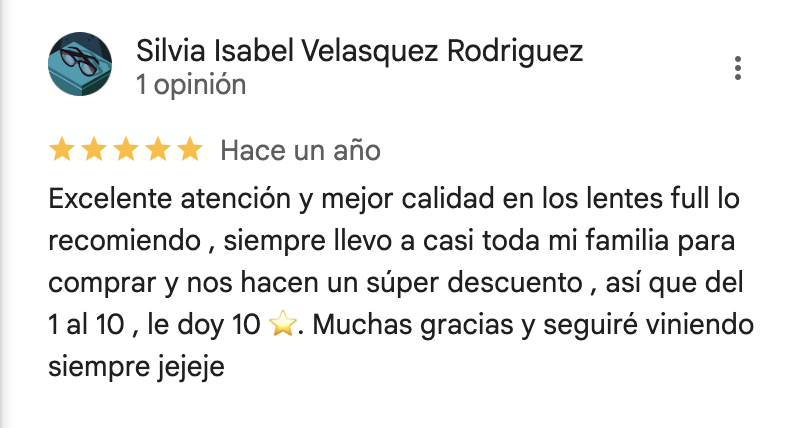 Silvia Isabel Velasquez Rodriguez
1 opinión
Hace un año
Excelente atención y mejor calidad en los lentes full lo
recomiendo , siempre llevo a casi toda mi familia para
comprar y nos hacen un súper descuento , así que del
1 al 10 , le doy 10 ⭐. Muchas gracias y seguiré viniendo
siempre jejeje